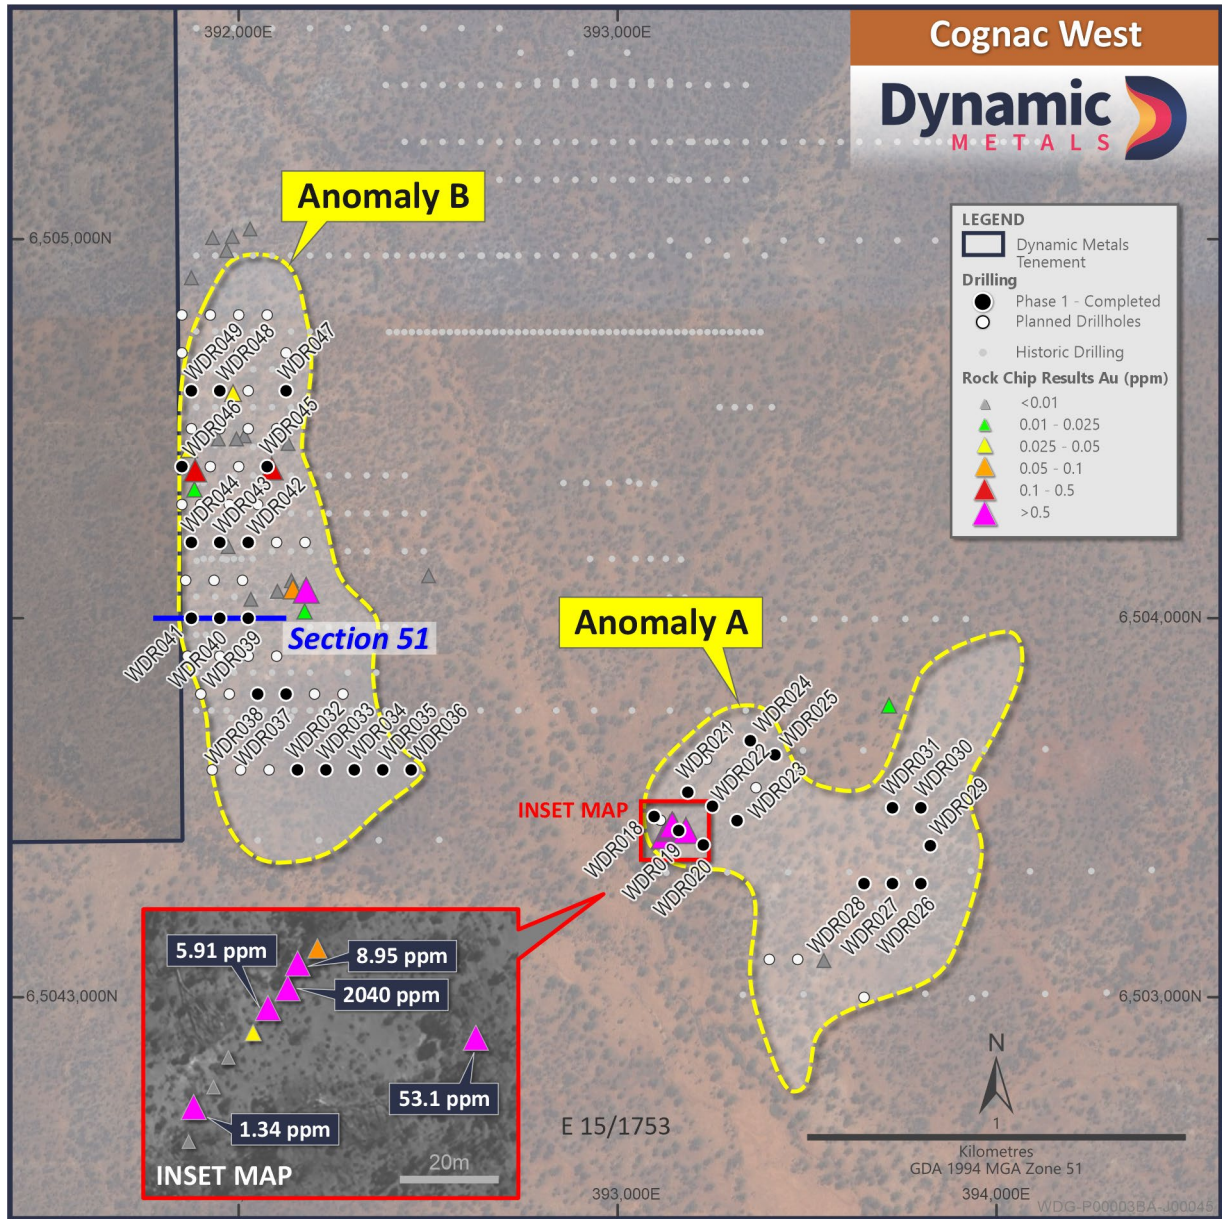 392,000E
393,000E
Cognac West
Dynamic
METALS
Anomaly B
6,505,000N
LEGEND
Dynamic Metals
Tenement
Drilling
Phase 1 - Completed
Planned Drillholes
Historic Drilling
Rock Chip Results Au (ppm)
<0.01
0.01 - 0.025
0.025 - 0.05
0.05 - 0.1
0.1 - 0.5
>0.5
WDR049
WDR048
WDR047
WDR046
WDR045
WDR044
WDR043
WDR042
Section 51
WDR041
WDR040
WDR039
Anomaly A
6,504,000N
WDR038
WDR037
WDR032
WDR033
WDR034
WDR035
WDR036
WDR024
WDR025
WDR021
WDR022
WDR023
WDR031
WDR030
WDR029
INSET MAP
WDR018
WDR019
WDR020
WDR028
WDR027
WDR026
6,5043,000N
6,503,000N
5.91 ppm
8.95 ppm
2040 ppm
53.1 ppm
1.34 ppm
20m
INSET MAP
E 15/1753
N
1
Kilometres
GDA 1994 MGA Zone 51
393,000E
394,000E
WDG-P00003BA-J00045